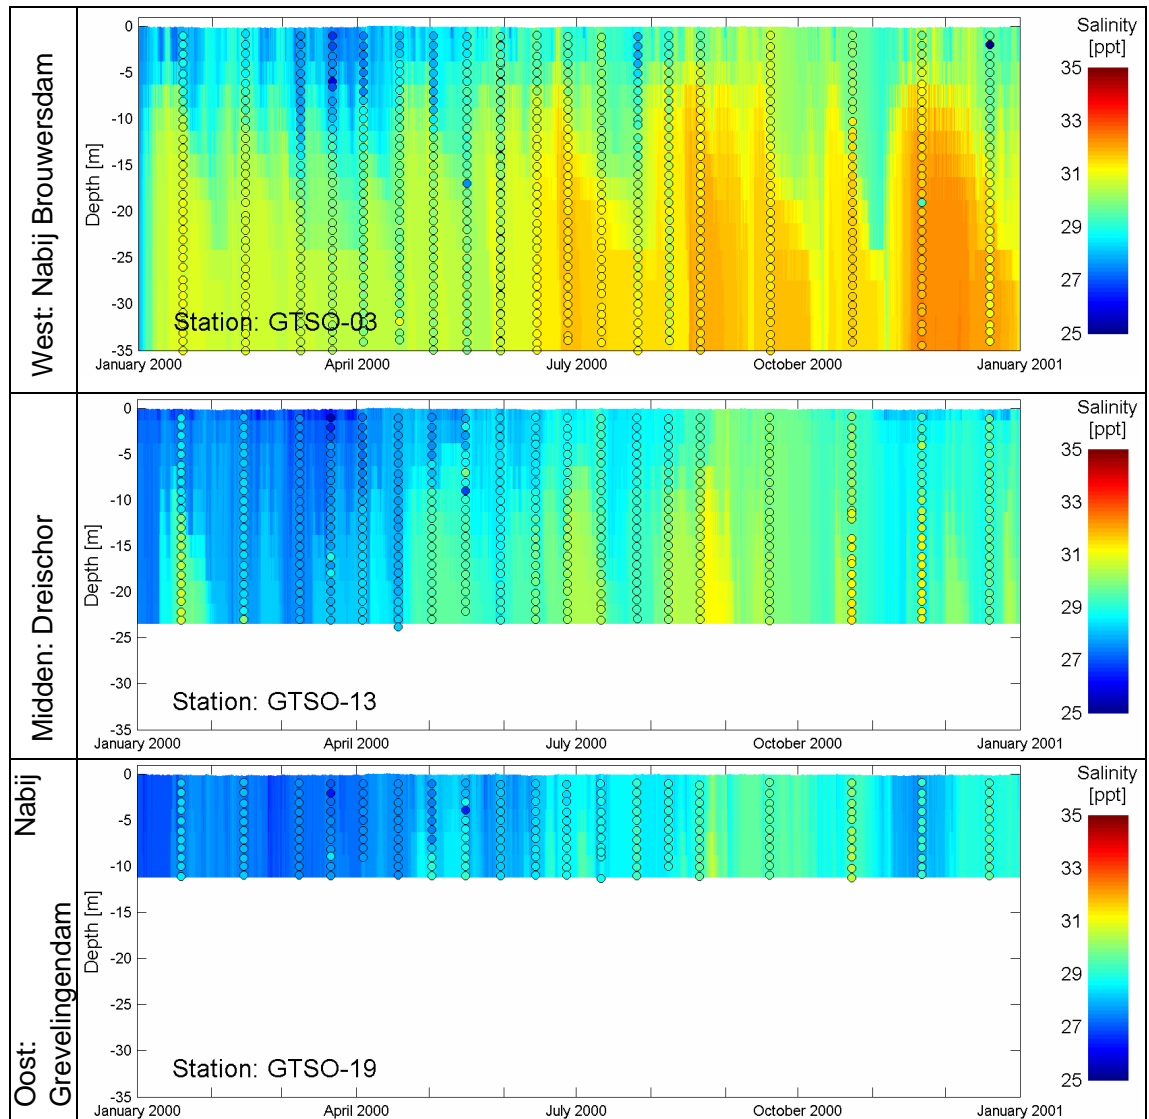 West: Nabij Brouwersdam
0
-5
-10
-15
-20
-25
-30
-35
Depth [m]
Station: GTSO-03
January 2000
April 2000
July 2000
October 2000
January 2001
Salinity
[ppt]
35
33
31
29
27
25
Midden: Dreischor
0
-5
-10
-15
-20
-25
-30
-35
Depth [m]
Station: GTSO-13
January 2000
April 2000
July 2000
October 2000
January 2001
Salinity
[ppt]
35
33
31
29
27
25
Oost: Nabij
Grevelingendam
0
-5
-10
-15
-20
-25
-30
-35
Depth [m]
Station: GTSO-19
January 2000
April 2000
July 2000
October 2000
January 2001
Salinity
[ppt]
35
33
31
29
27
25